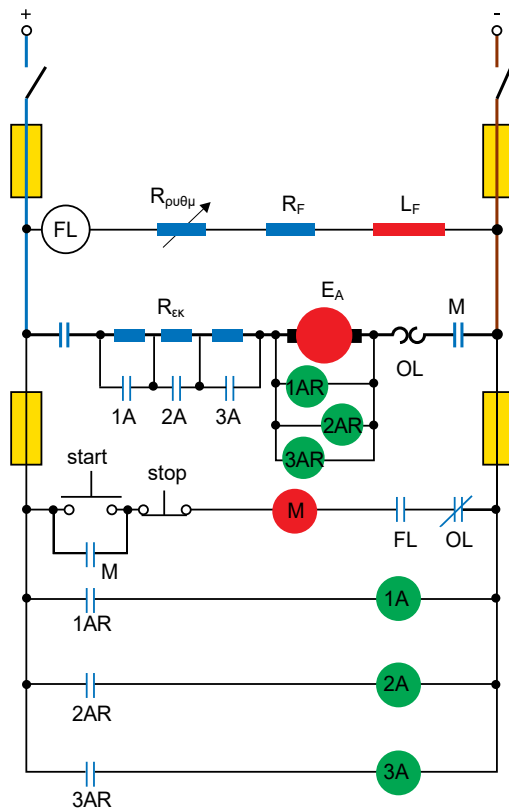 + -
FL Rρυθμ RF LF
Rεκ EA M
OL
1A 2A 3A
1AR
2AR
3AR
start
stop
M
FL OL
M
1AR 1A
2AR 2A
3AR 3A